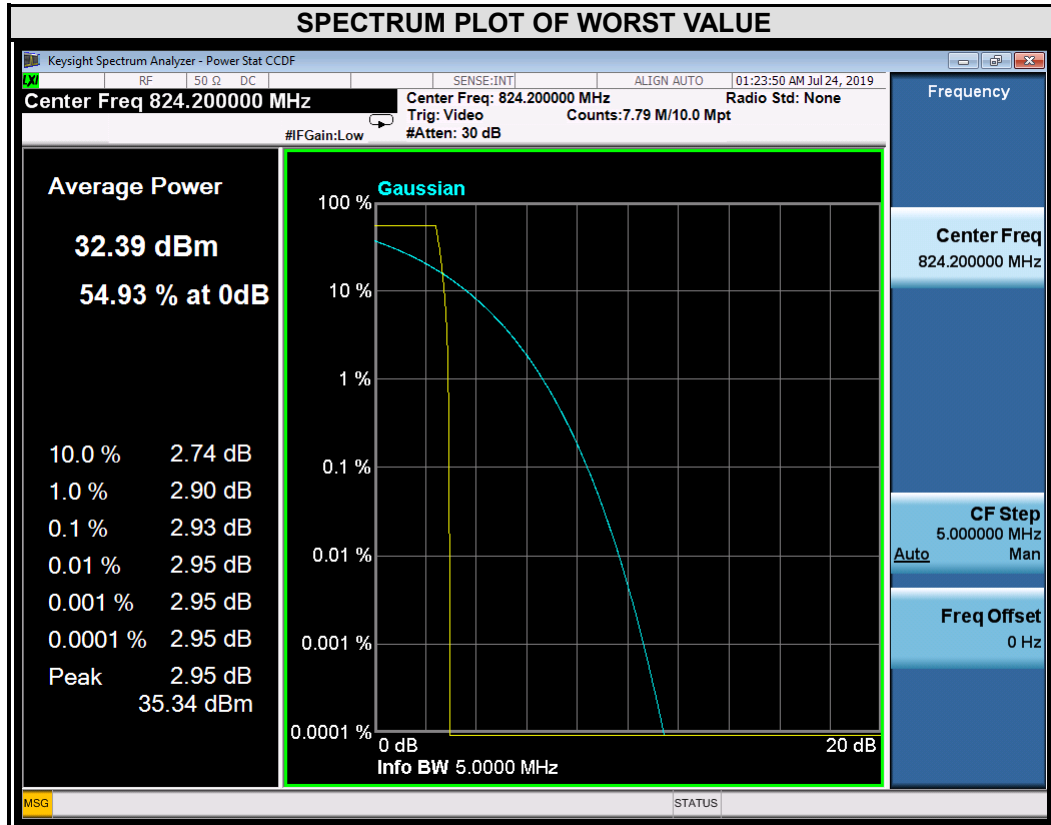 SPECTRUM PLOT OF WORST VALUE
Keysight Spectrum Analyzer - Power Stat CCDF
LXI RF 50 Ω DC SENSE:INT ALIGN AUTO 01:23:50 AM Jul 24, 2019
Center Freq 824.200000 MHz
Center Freq: 824.200000 MHz Radio Std: None
Trig: Video Counts:7.79 M/10.0 Mpt
#IFGain:Low #Atten: 30 dB
Average Power
32.39 dBm
54.93 % at 0dB
10.0 % 2.74 dB
1.0 % 2.90 dB
0.1 % 2.93 dB
0.01 % 2.95 dB
0.001 % 2.95 dB
0.0001 % 2.95 dB
Peak 2.95 dB
35.34 dBm
Gaussian
100 %
10 %
1 %
0.1 %
0.01 %
0.001 %
0.0001 %
0 dB 20 dB
Info BW 5.0000 MHz
Frequency
Center Freq
824.200000 MHz
CF Step
5.000000 MHz
Auto Man
Freq Offset
0 Hz
MSG STATUS